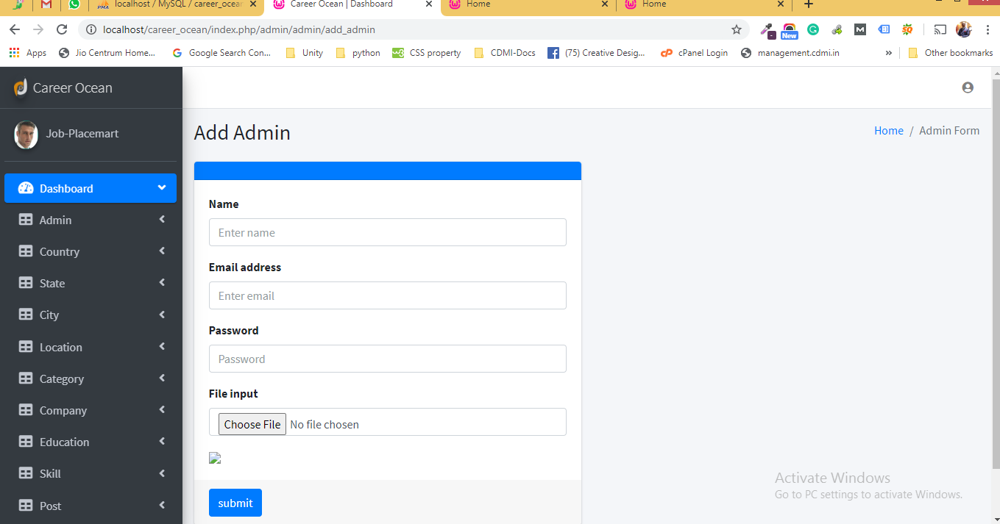 localhost / MySQL / career_ocean
Career Ocean | Dashboard
Home
Home
localhost/career_ocean/index.php/admin/admin/add_admin
New
Apps
Jio Centrum Home...
Google Search Con...
Unity
python
CSS property
CDMI-Docs
(75) Creative Desig...
cPanel Login
management.cdmi.in
»
Other bookmarks
Career Ocean
Job-Placemart
Add Admin
Home / Admin Form
Dashboard
Admin
Country
State
City
Location
Category
Company
Education
Skill
Post
Name
Enter name
Email address
Enter email
Password
Password
File input
Choose File No file chosen
submit
Activate Windows
Go to PC settings to activate Windows.